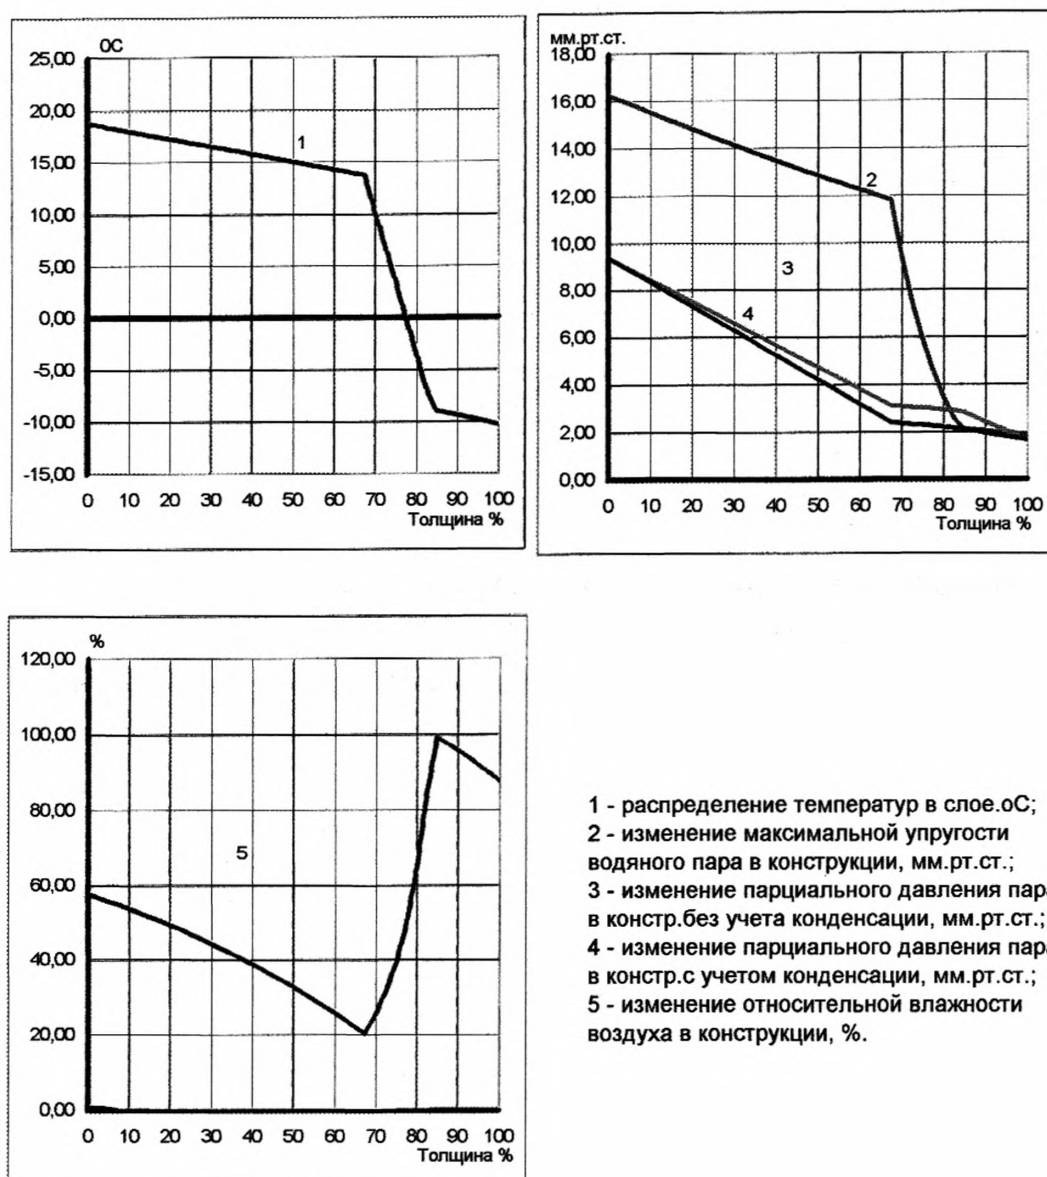 ОС
25,00
20,00
15,00
10,00
5,00
0,00
-5,00
-10,00
-15,00
1
0 10 20 30 40 50 60 70 80 90 100
Толщина %
мм.рт.ст.
18,00
16,00
14,00
12,00
10,00
8,00
6,00
4,00
2,00
0,00
2
3
4
0 10 20 30 40 50 60 70 80 90 100
Толщина %
%
120,00
100,00
80,00
60,00
40,00
20,00
0,00
5
0 10 20 30 40 50 60 70 80 90 100
Толщина %
1 - распределение температур в слое.оС;
2 - изменение максимальной упругости
водяного пара в конструкции, мм.рт.ст.;
3 - изменение парциального давления пар
в констр.без учета конденсации, мм.рт.ст.;
4 - изменение парциального давления пар
в констр.с учетом конденсации, мм.рт.ст.;
5 - изменение относительной влажности
воздуха в конструкции, %.